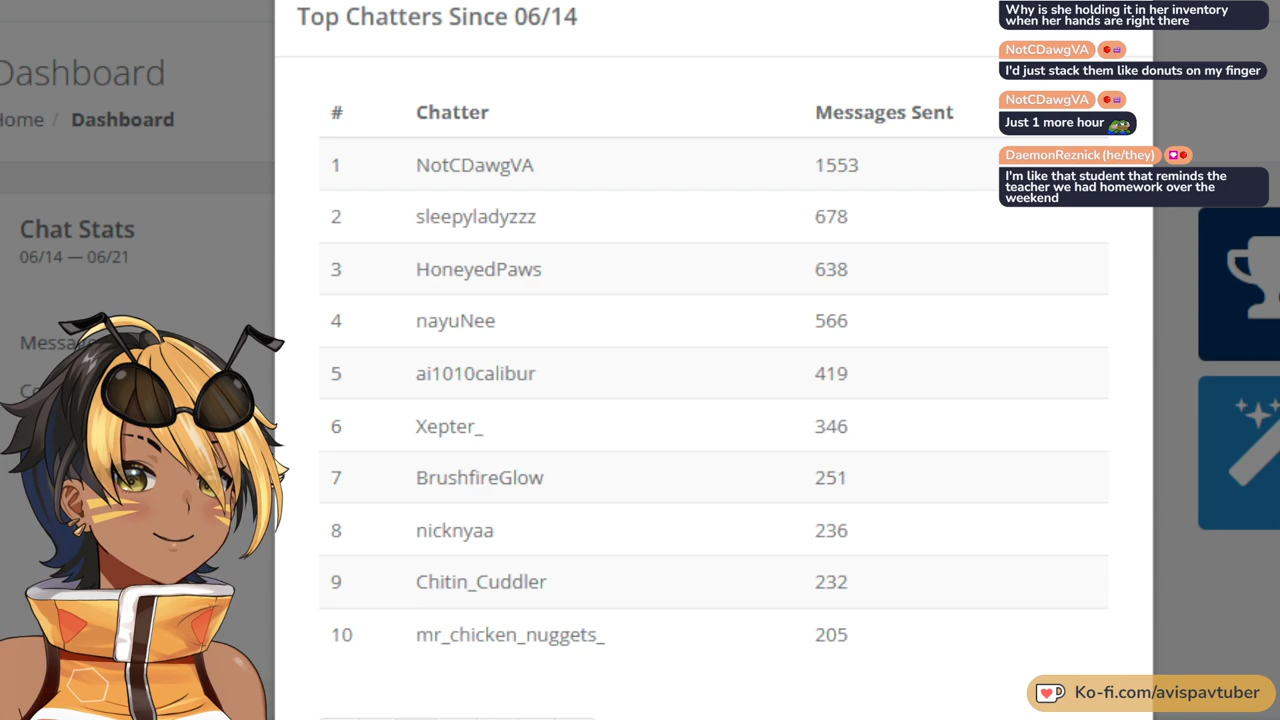 Top Chatters Since 06/14
Dashboard
Home / Dashboard
Chat Stats
06/14 — 06/21
# Chatter Messages Sent
1 NotCDawgVA 1553
2 sleepyladyzzz 678
3 HoneyedPaws 638
4 nayuNee 566
5 ai1010calibur 419
6 Xepter_ 346
7 BrushfireGlow 251
8 nicknyaa 236
9 Chitin_Cuddler 232
10 mr_chicken_nuggets_ 205
Why is she holding it in her inventory
when her hands are right there
NotCDawgVA
I'd just stack them like donuts on my finger
NotCDawgVA
Just 1 more hour
DaemonReznick (he/they)
I'm like that student that reminds the
teacher we had homework over the
weekend
Ko-fi.com/avispavtuber